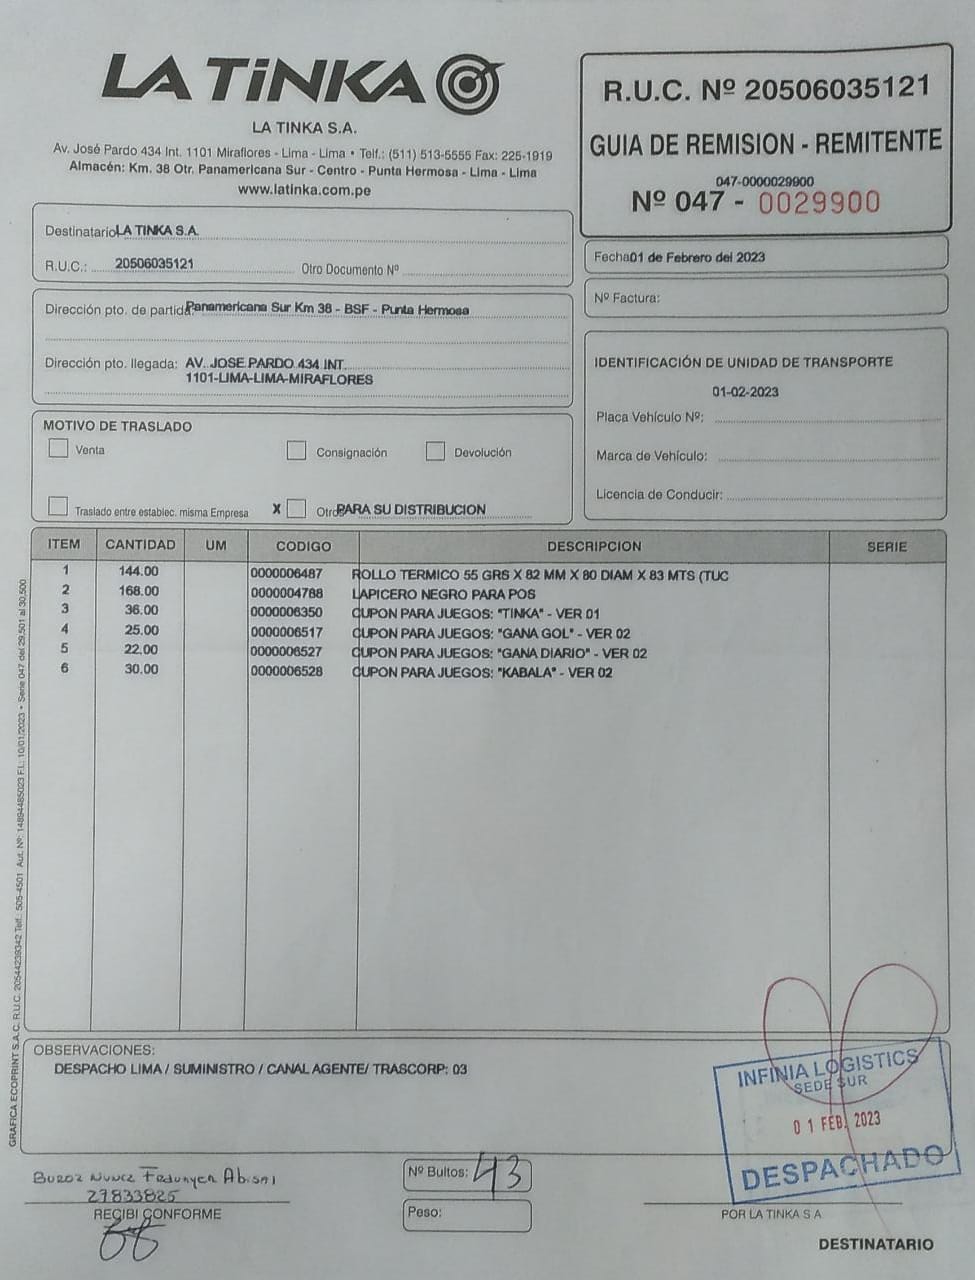 LA TiNKA
LA TINKA S.A.
Av. José Pardo 434 Int. 1101 Miraflores - Lima - Lima • Telf.: (511) 513-5555 Fax: 225-1919
Almacén: Km. 38 Otr. Panamericana Sur - Centro - Punta Hermosa - Lima - Lima
www.latinka.com.pe
R.U.C. Nº 20506035121
GUIA DE REMISION - REMITENTE
047-0000029900
Nº 047 - 0029900
Destinatario LA TINKA S.A.
R.U.C.: 20506035121 Otro Documento Nº
Fecha 01 de Febrero del 2023
Nº Factura:
Dirección pto. de partida: Panamericana Sur Km 38 - BSF - Punta Hermosa
Dirección pto. llegada: AV. JOSE PARDO 434 INT.
1101-LIMA-LIMA-MIRAFLORES
IDENTIFICACIÓN DE UNIDAD DE TRANSPORTE
01-02-2023
Placa Vehículo Nº:
Marca de Vehículo:
Licencia de Conducir:
MOTIVO DE TRASLADO
Venta Consignación Devolución
Traslado entre establec. misma Empresa X Otro PARA SU DISTRIBUCION
ITEM CANTIDAD UM CODIGO DESCRIPCION SERIE
1 144.00 0000006487 ROLLO TERMICO 55 GRS X 82 MM X 80 DIAM X 83 MTS (TUC
2 168.00 0000004788 LAPICERO NEGRO PARA POS
3 36.00 0000006350 CUPON PARA JUEGOS: "TINKA" - VER 01
4 25.00 0000006517 CUPON PARA JUEGOS: "GANA GOL" - VER 02
5 22.00 0000006527 CUPON PARA JUEGOS: "GANA DIARIO" - VER 02
6 30.00 0000006528 CUPON PARA JUEGOS: "KABALA" - VER 02
GRAFICA ECOPRINT S.A.C. R.U.C. 20544239342 Telf.: 505-4501 Aut. Nº: 14894485023 F.I.: 10/01/2023 • Serie 047 del 29,501 al 30,500
OBSERVACIONES:
DESPACHO LIMA / SUMINISTRO / CANAL AGENTE/ TRASCORP: 03
INFINIA LOGISTICS
SEDE SUR
01 FEB. 2023
DESPACHADO
Nº Bultos: 43
Peso:
27833825
RECIBI CONFORME
POR LA TINKA S A
DESTINATARIO